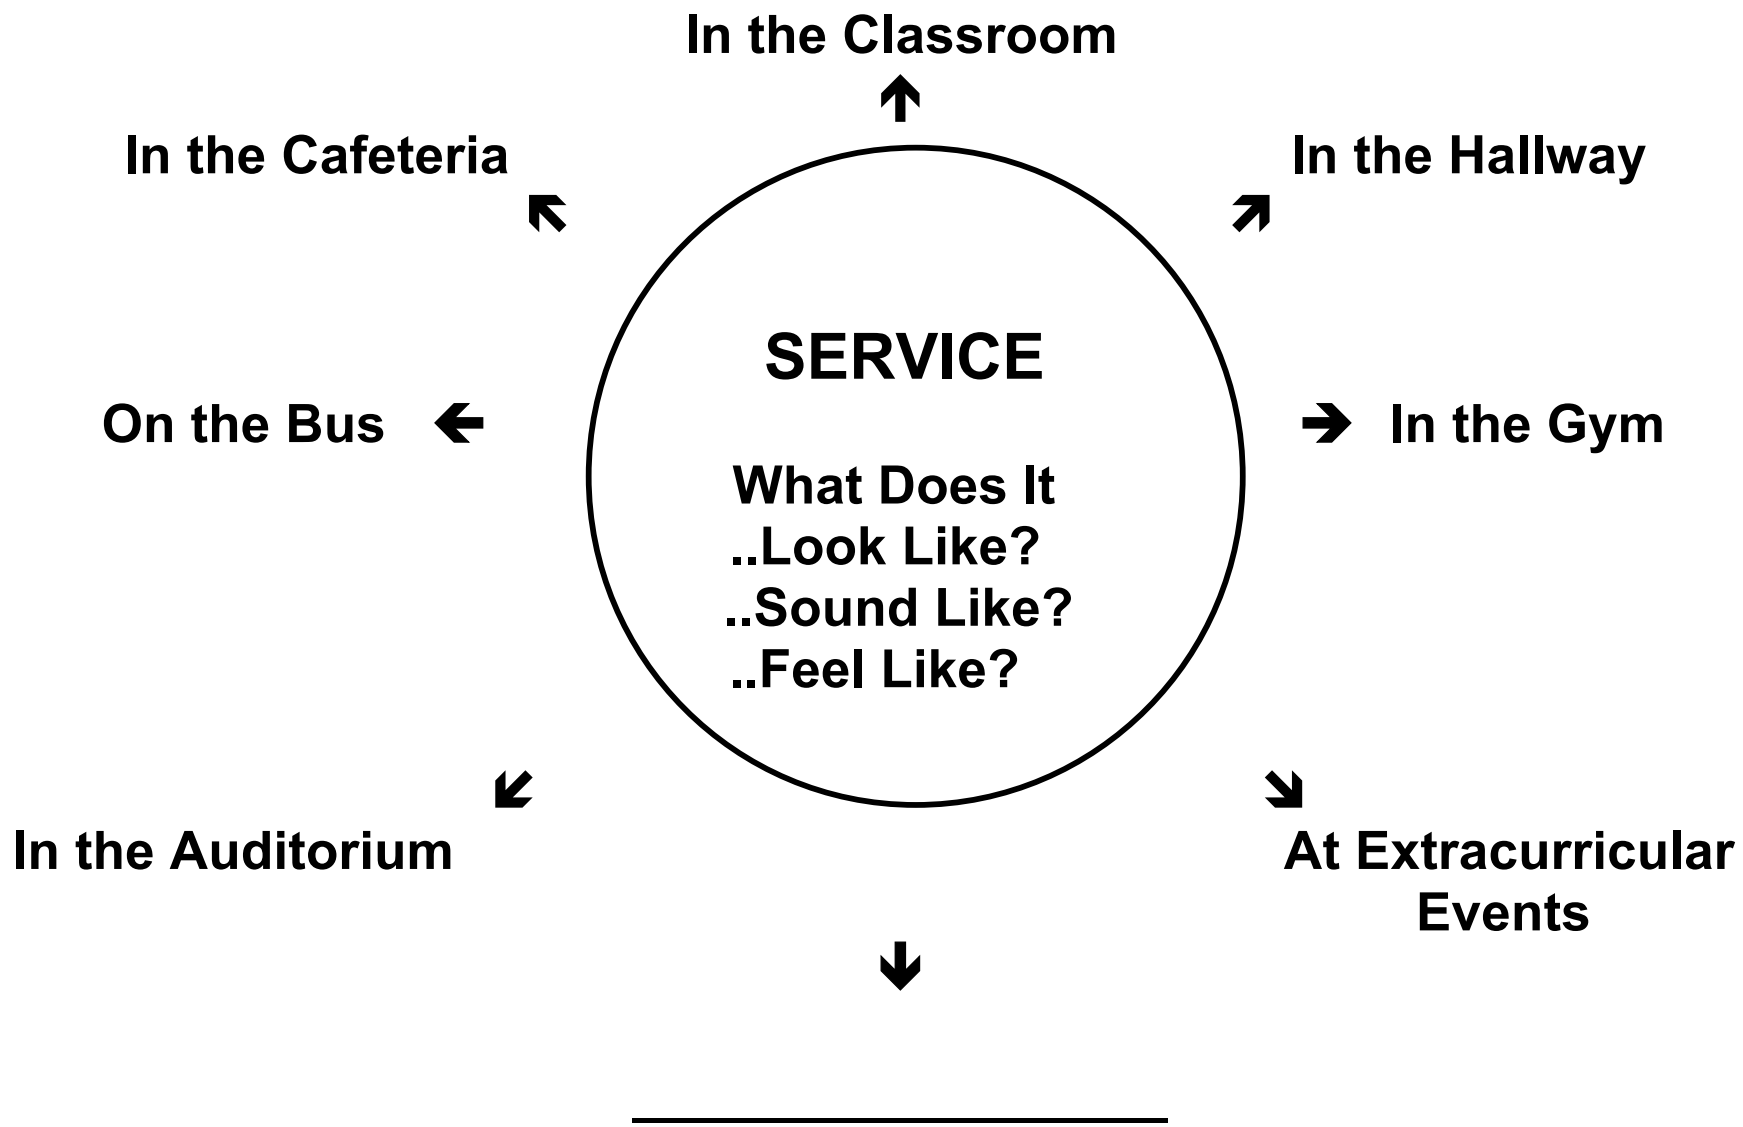 In the Classroom
In the Cafeteria
In the Hallway
SERVICE
On the Bus
In the Gym
What Does It
..Look Like?
..Sound Like?
..Feel Like?
In the Auditorium
At Extracurricular
Events